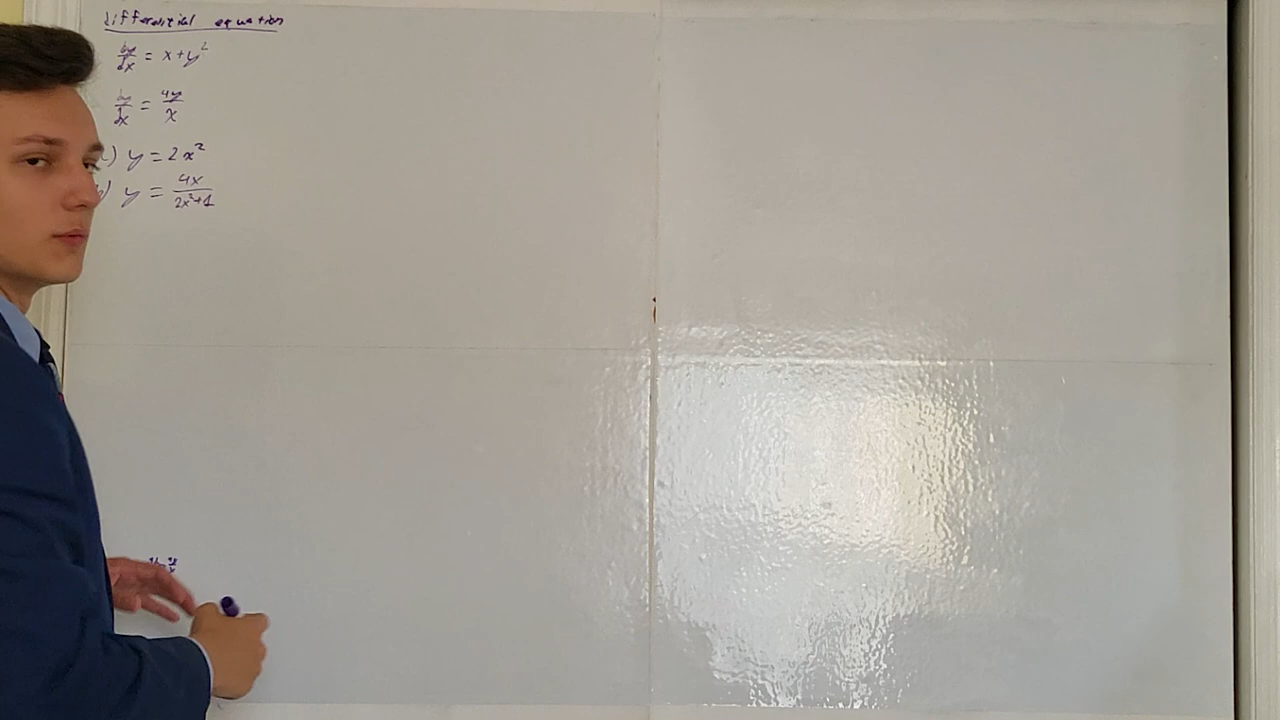 differential equation
dy/dx = x+y²
dy/dx = 4y/x
) y = 2x²
) y = 4x/2x²+1